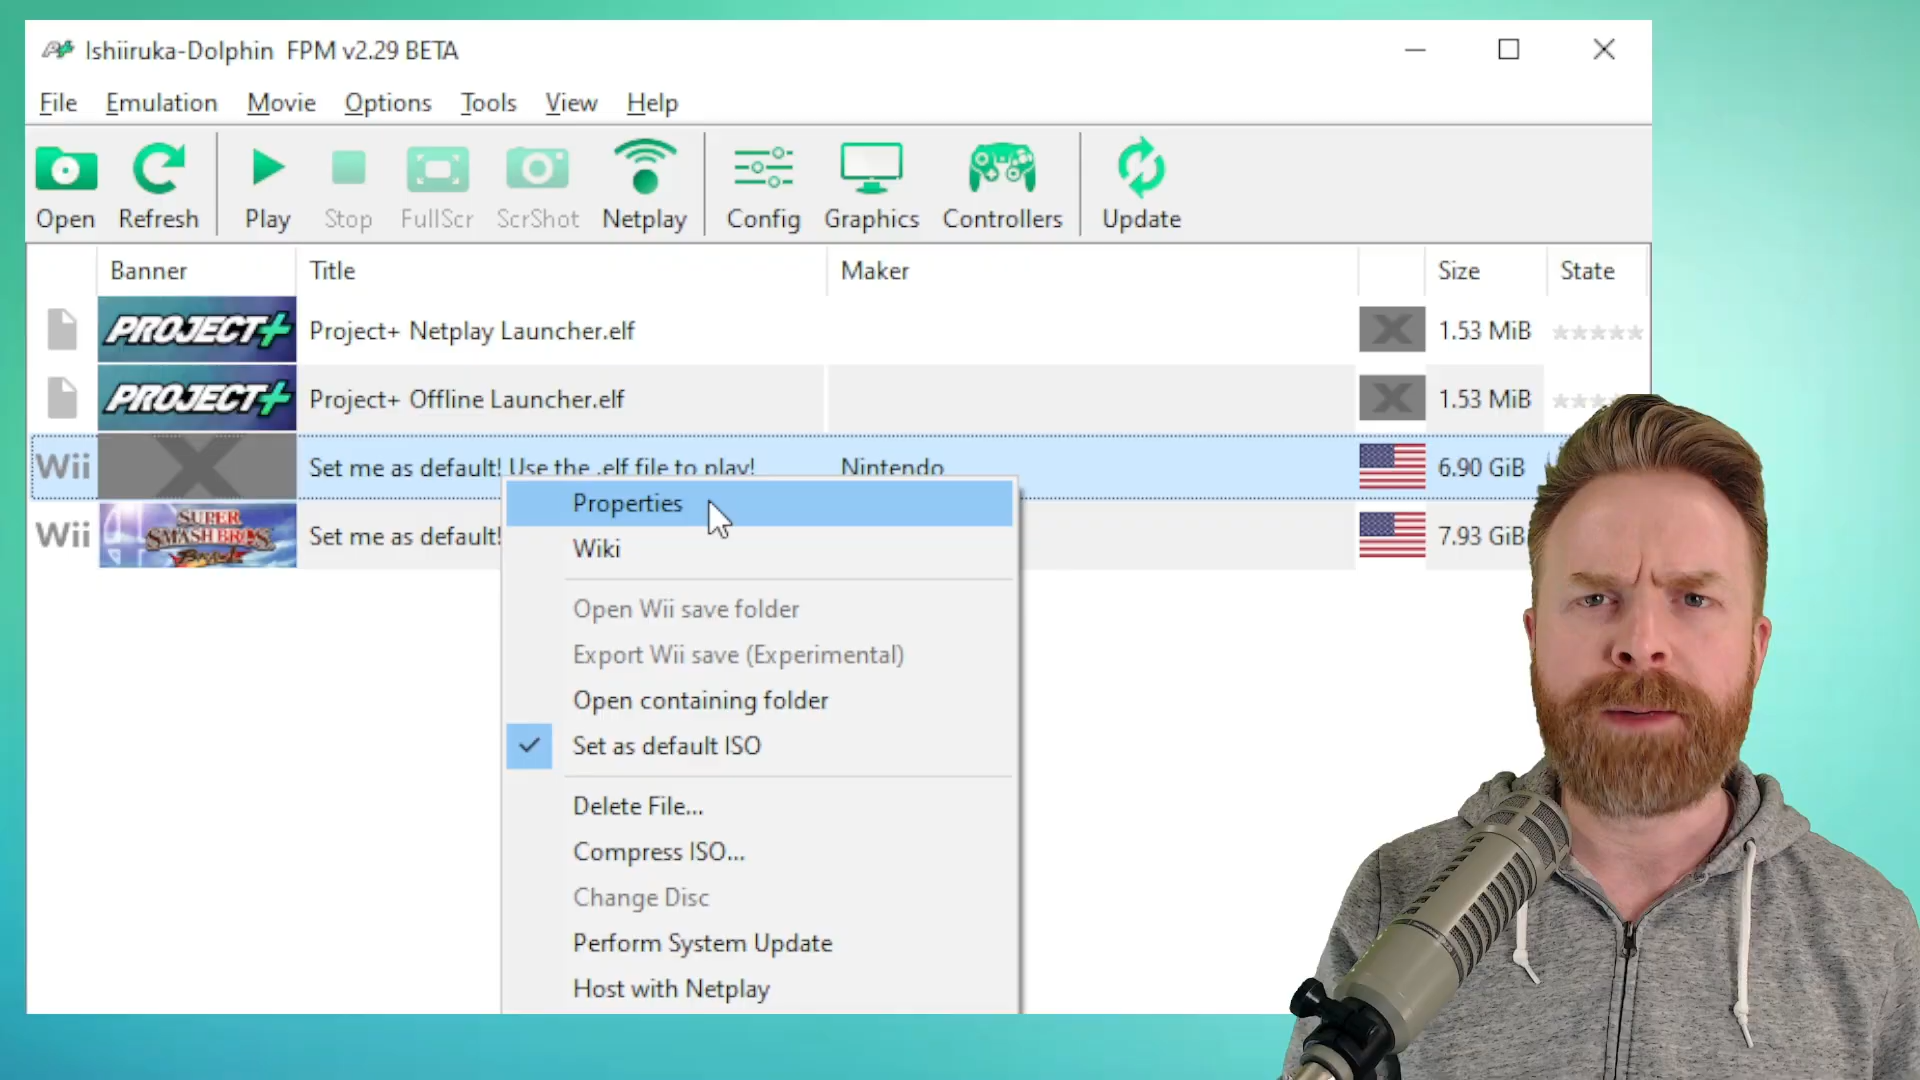 Ishiiruka-Dolphin FPM v2.29 BETA
File Emulation Movie Options Tools View Help
Open Refresh Play Stop FullScr ScrShot Netplay Config Graphics Controllers Update
Banner Title Maker Size State
PROJECT+ Project+ Netplay Launcher.elf 1.53 MiB
PROJECT+ Project+ Offline Launcher.elf 1.53 MiB
Wii Set me as default! Use the .elf file to play! Nintendo 6.90 GiB
Wii SUPER SMASH BROS. BRAWL Set me as default! 7.93 GiB
Properties
Wiki
Open Wii save folder
Export Wii save (Experimental)
Open containing folder
Set as default ISO
Delete File...
Compress ISO...
Change Disc
Perform System Update
Host with Netplay